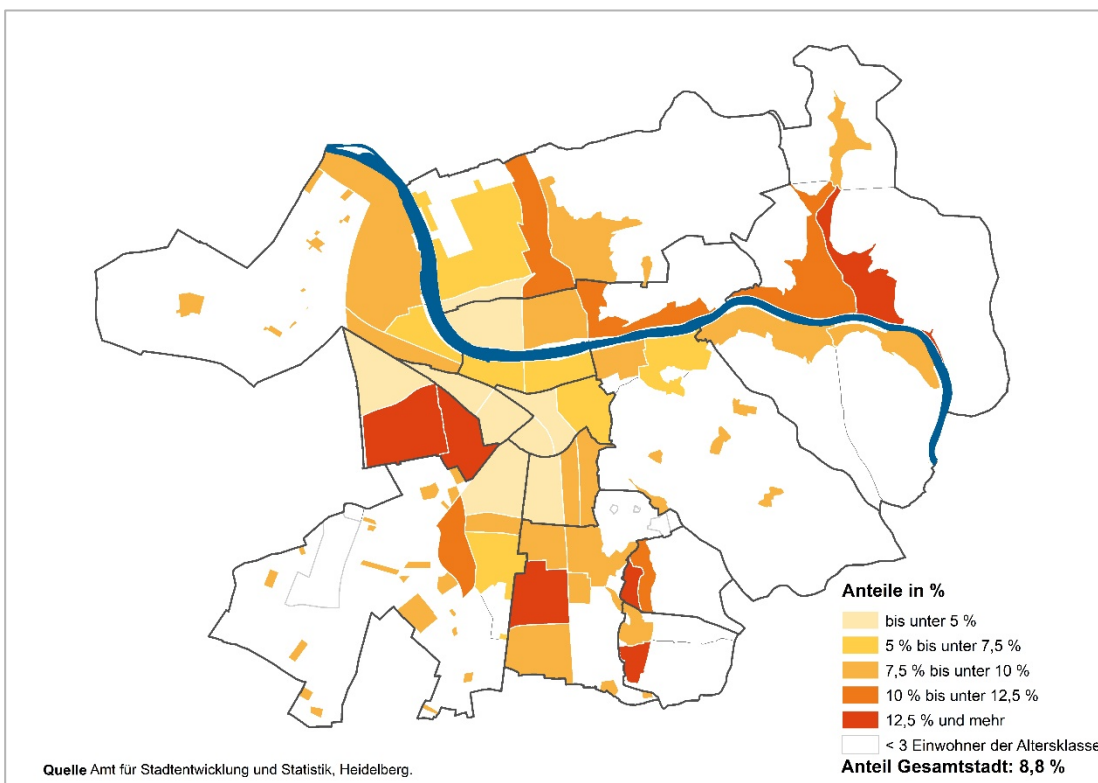 Anteile in %
bis unter 5 %
5 % bis unter 7,5 %
7,5 % bis unter 10 %
10 % bis unter 12,5 %
12,5 % und mehr
< 3 Einwohner der Altersklasse
Anteil Gesamtstadt: 8,8 %
Quelle Amt für Stadtentwicklung und Statistik, Heidelberg.